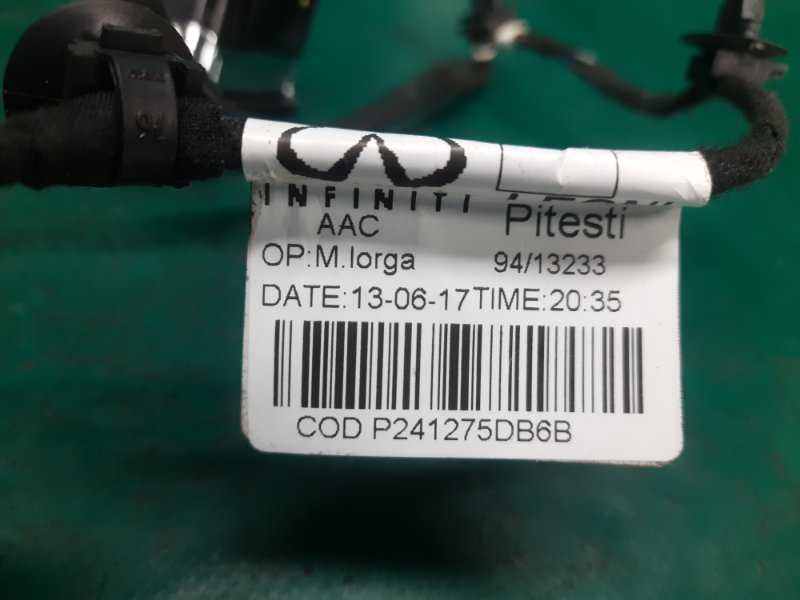 INFINITI
AAC Pitesti
OP:M.Iorga 94/13233
DATE:13-06-17TIME:20:35
COD P241275DB6B